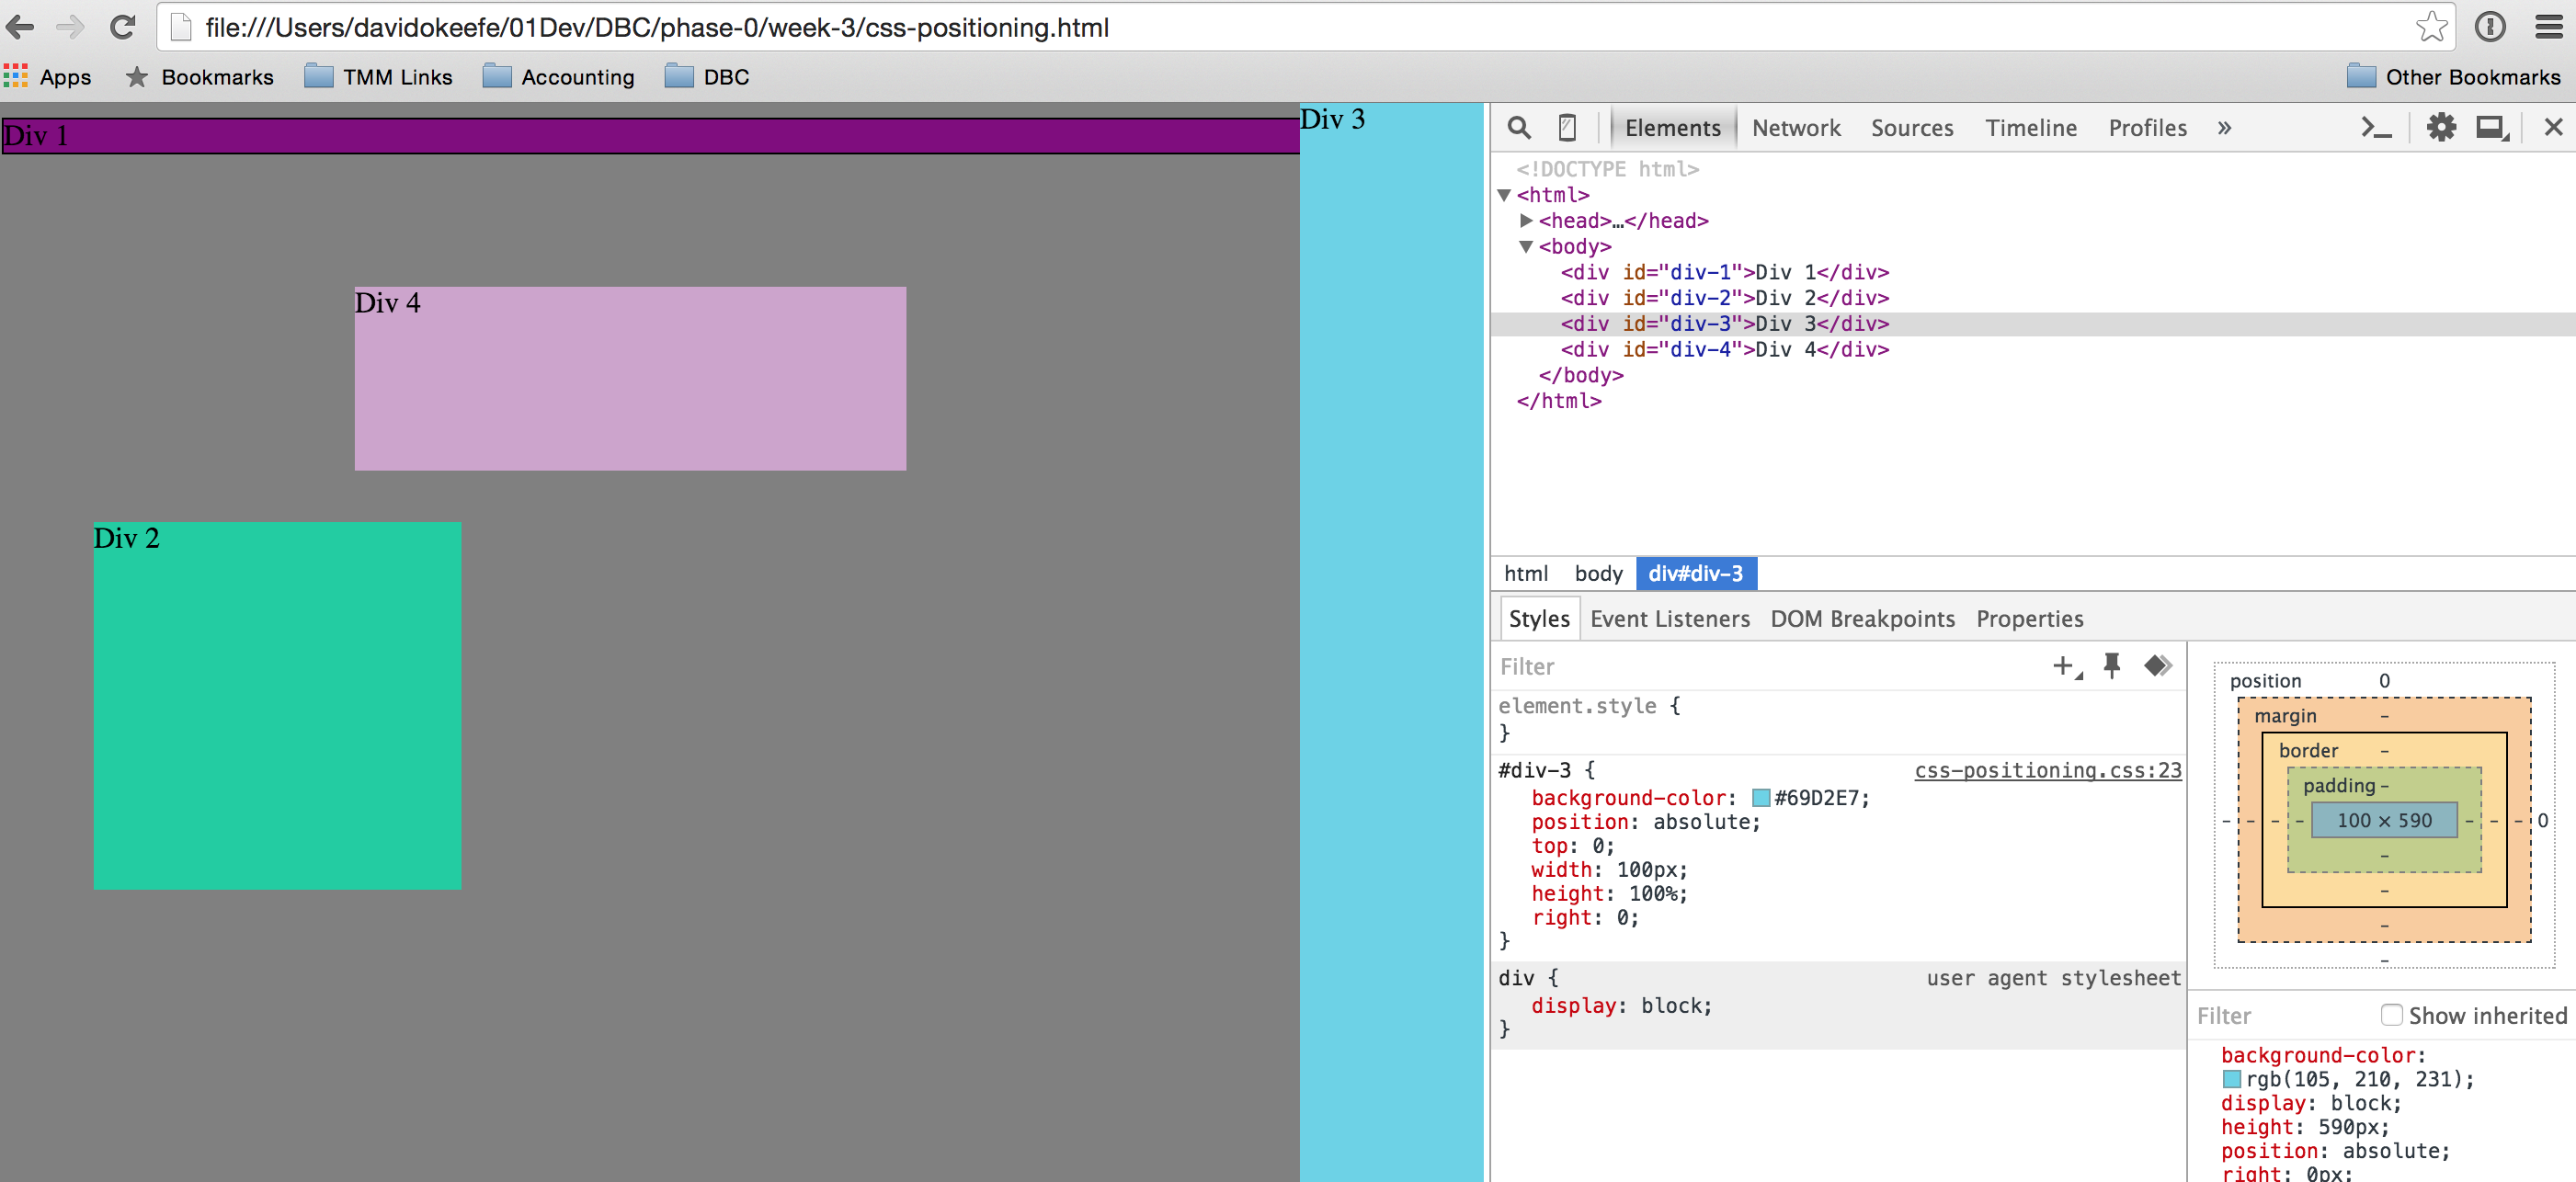 file:///Users/davidokeefe/01Dev/DBC/phase-0/week-3/css-positioning.html
Apps Bookmarks TMM Links Accounting DBC Other Bookmarks
Div 1
Div 3
Div 4
Div 2
Elements Network Sources Timeline Profiles »
<!DOCTYPE html>
<html>
<head>…</head>
<body>
<div id="div-1">Div 1</div>
<div id="div-2">Div 2</div>
<div id="div-3">Div 3</div>
<div id="div-4">Div 4</div>
</body>
</html>
html body div#div-3
Styles Event Listeners DOM Breakpoints Properties
Filter
element.style {
}
#div-3 { css-positioning.css:23
background-color: #69D2E7;
position: absolute;
top: 0;
width: 100px;
height: 100%;
right: 0;
}
div { user agent stylesheet
display: block;
}
position 0
margin -
border -
padding -
- - - - 100 × 590 - - - 0
-
-
-
-
Filter Show inherited
background-color:
rgb(105, 210, 231);
display: block;
height: 590px;
position: absolute;
right: 0px;